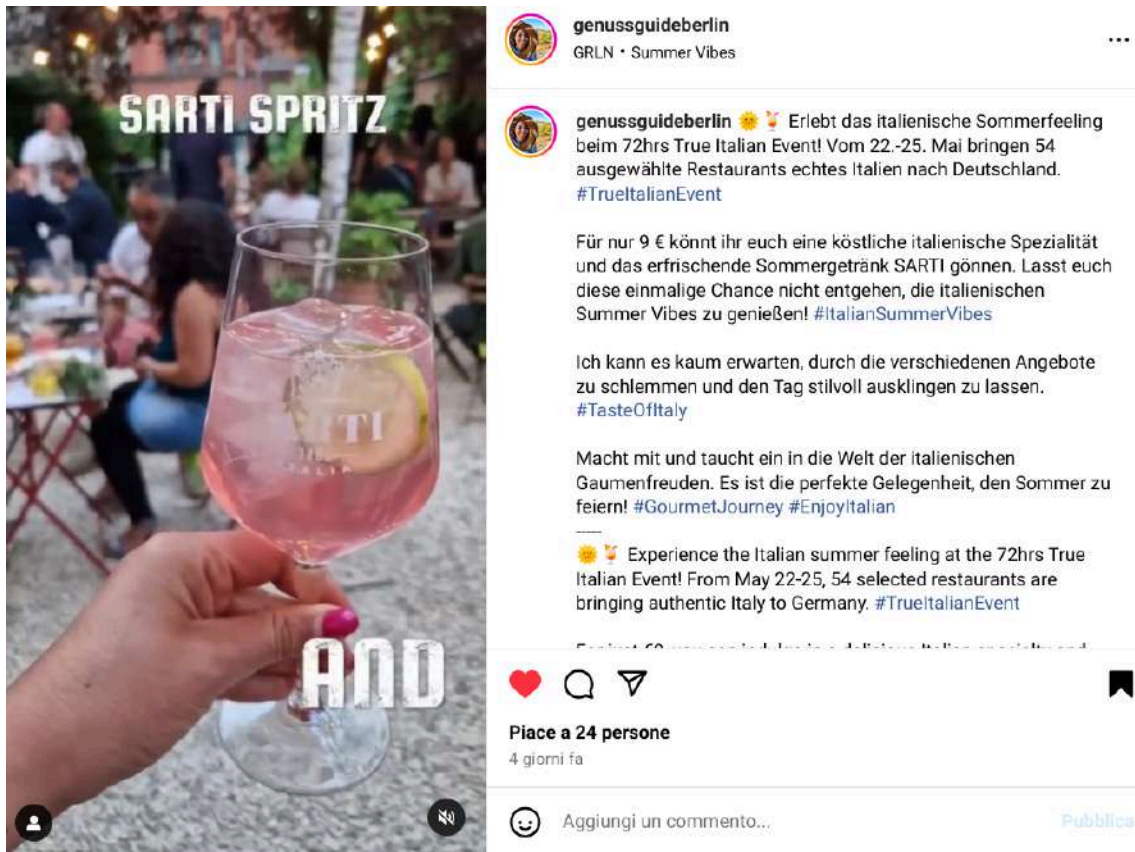 SARTI SPRITZ
SARTI
AND
genussguideberlin
GRLN • Summer Vibes
genussguideberlin 🌞🍹 Erlebt das italienische Sommerfeeling
beim 72hrs True Italian Event! Vom 22.-25. Mai bringen 54
ausgewählte Restaurants echtes Italien nach Deutschland.
#TrueItalianEvent
Für nur 9 € könnt ihr euch eine köstliche italienische Spezialität
und das erfrischende Sommergetränk SARTI gönnen. Lasst euch
diese einmalige Chance nicht entgehen, die italienischen
Summer Vibes zu genießen! #ItalianSummerVibes
Ich kann es kaum erwarten, durch die verschiedenen Angebote
zu schlemmen und den Tag stilvoll ausklingen zu lassen.
#TasteOfItaly
Macht mit und taucht ein in die Welt der italienischen
Gaumenfreuden. Es ist die perfekte Gelegenheit, den Sommer zu
feiern! #GourmetJourney #EnjoyItalian
-----
🌞🍹 Experience the Italian summer feeling at the 72hrs True
Italian Event! From May 22-25, 54 selected restaurants are
bringing authentic Italy to Germany. #TrueItalianEvent
Piace a 24 persone
4 giorni fa
Aggiungi un commento...
Pubblica